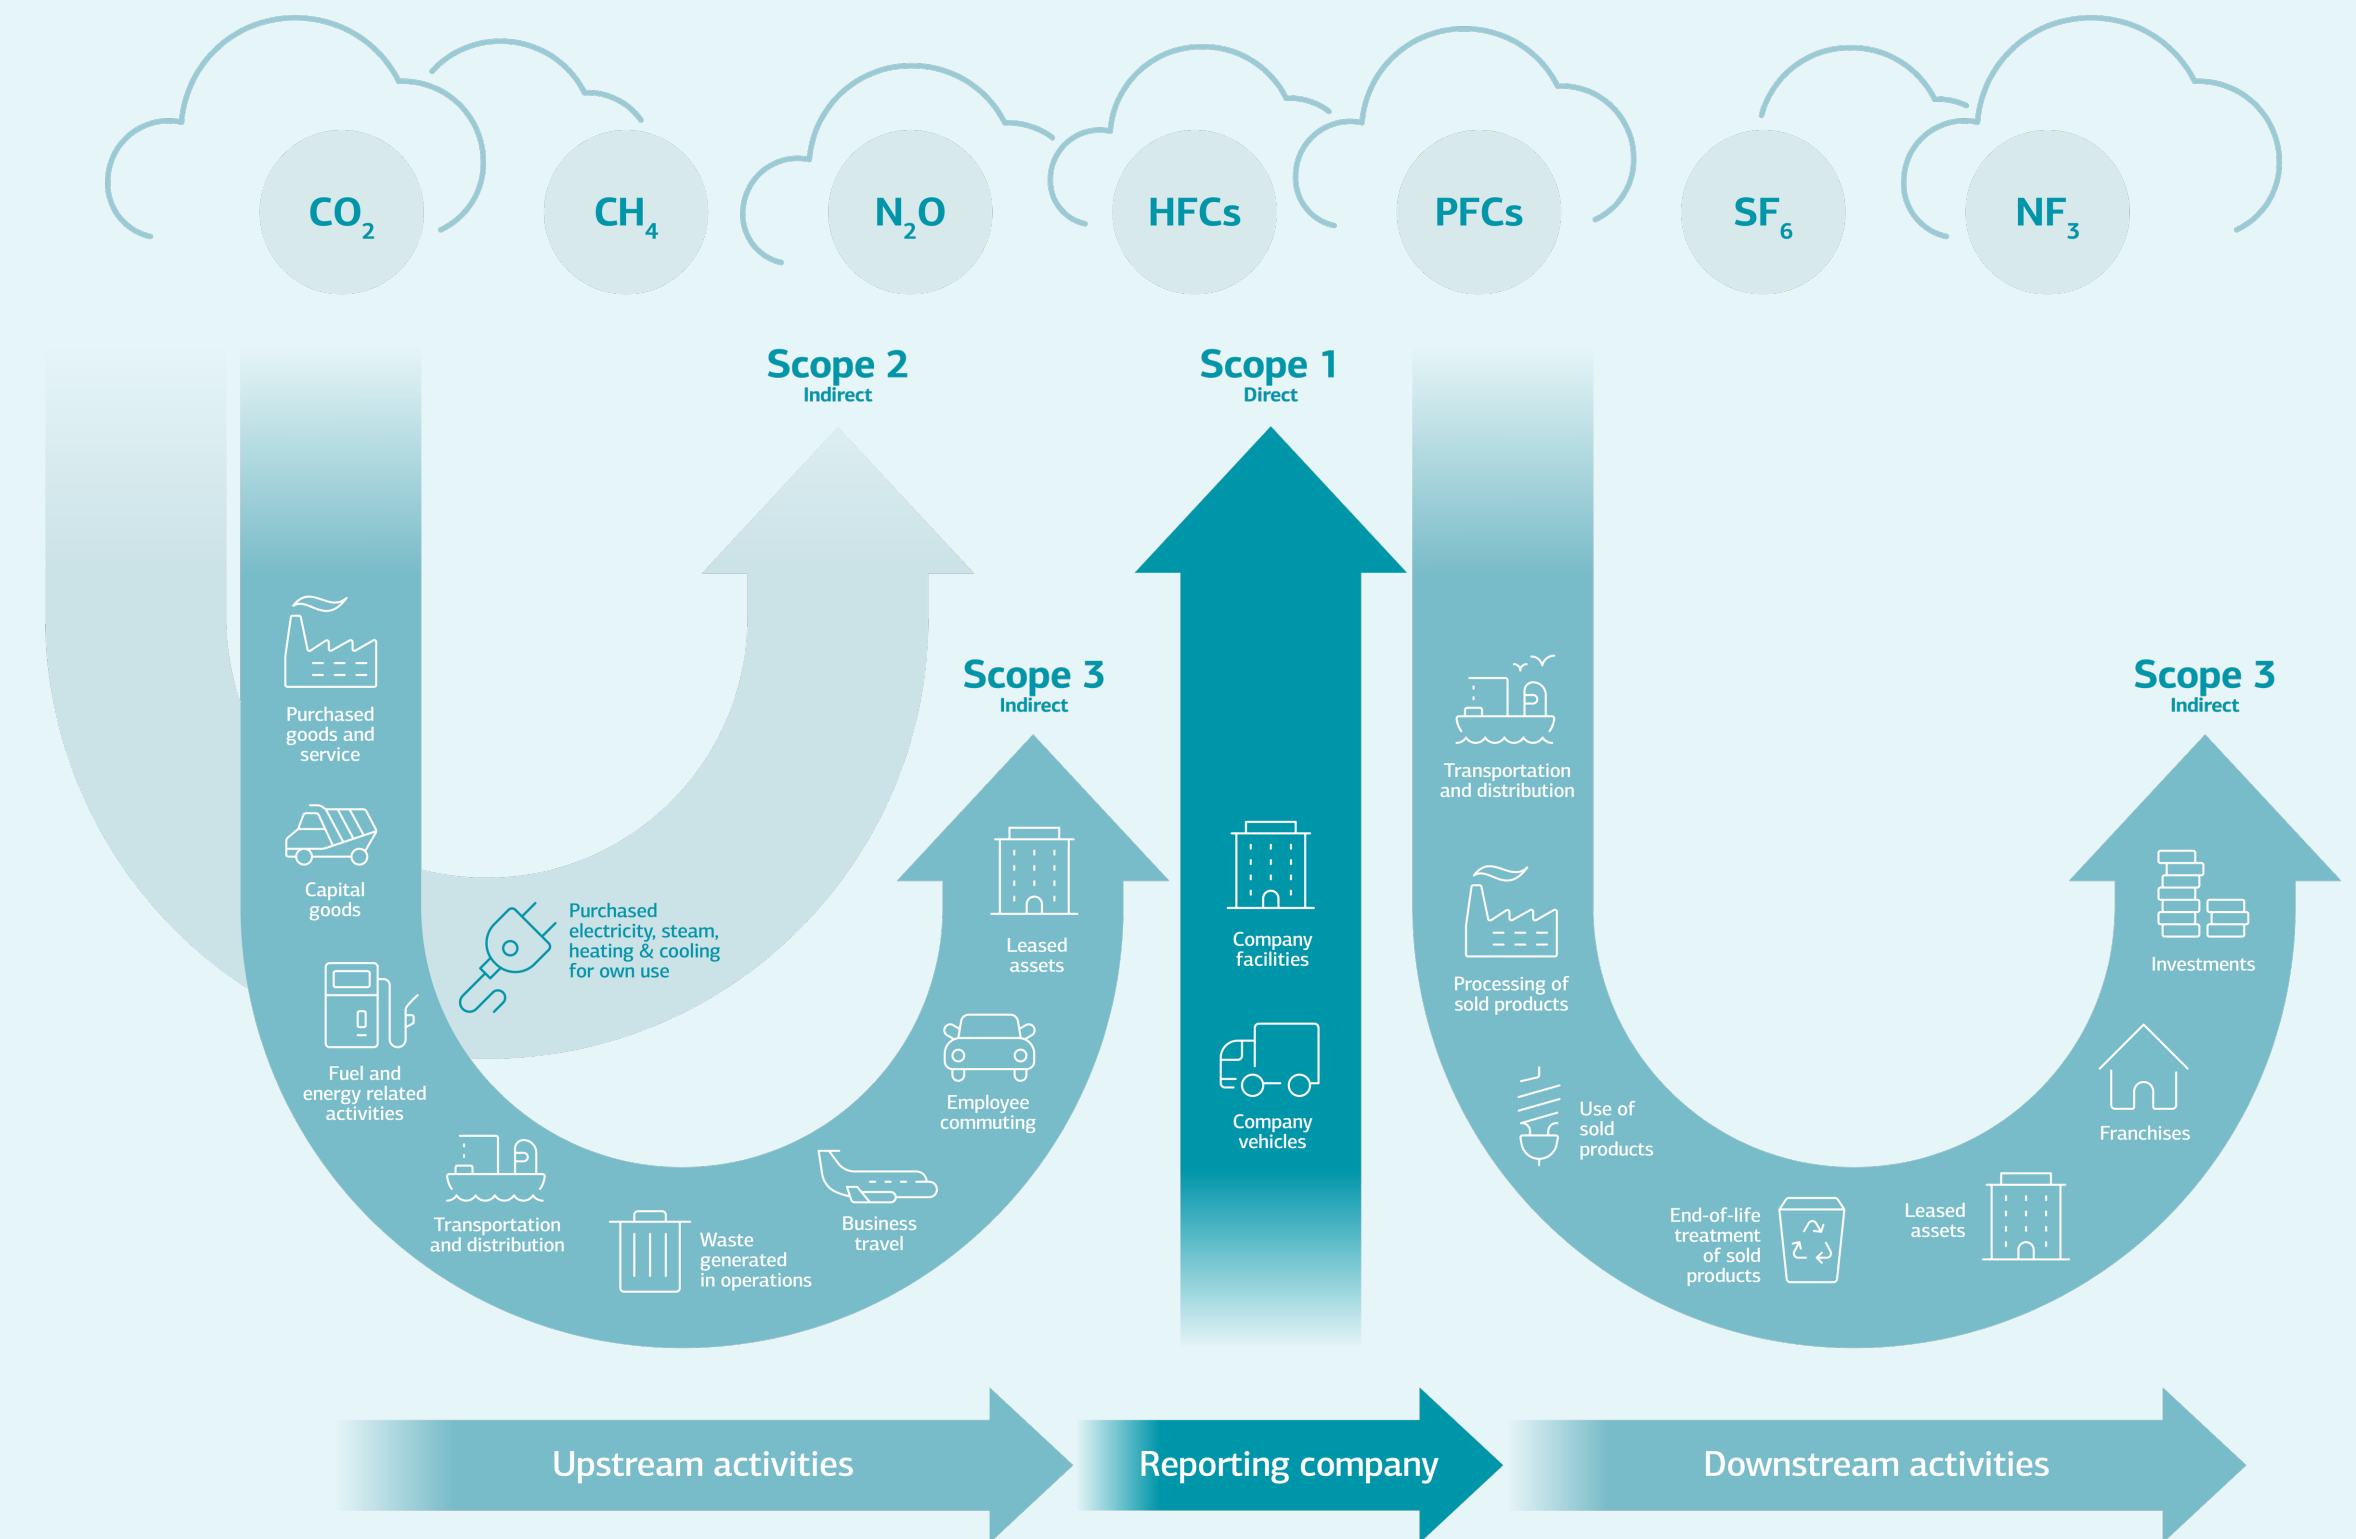 CO₂
CH₄
N₂O
HFCs
PFCs
SF₆
NF₃
Scope 2
Indirect
Scope 1
Direct
Scope 3
Indirect
Scope 3
Indirect
Purchased
goods and
service
Capital
goods
Fuel and
energy related
activities
Transportation
and distribution
Waste
generated
in operations
Business
travel
Employee
commuting
Leased
assets
Purchased
electricity, steam,
heating & cooling
for own use
Company
facilities
Company
vehicles
Transportation
and distribution
Processing of
sold products
Use of
sold
products
End-of-life
treatment
of sold
products
Leased
assets
Franchises
Investments
Upstream activities
Reporting company
Downstream activities